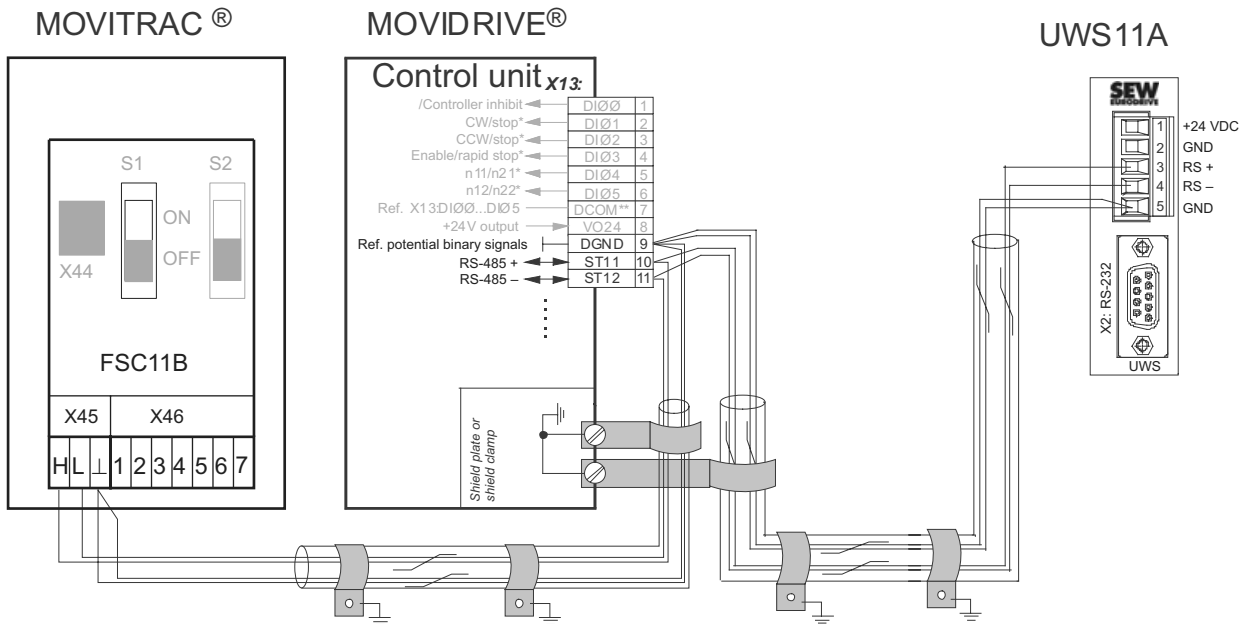 MOVITRAC ®
MOVIDRIVE®
UWS11A
Control unit X13:
/Controller inhibit DIØØ 1
CW/stop* DIØ1 2
CCW/stop* DIØ2 3
Enable/rapid stop* DIØ3 4
n11/n21* DIØ4 5
n12/n22* DIØ5 6
Ref. X13:DIØØ...DIØ5 DCOM** 7
+24V output VO24 8
Ref. potential binary signals DGND 9
RS-485 + ST11 10
RS-485 – ST12 11
S1 S2
ON
OFF
X44
FSC11B
X45 X46
H L ⊥ 1 2 3 4 5 6 7
Shield plate or
shield clamp
SEW
EURODRIVE
1 +24 VDC
2 GND
3 RS +
4 RS –
5 GND
X2: RS-232
UWS